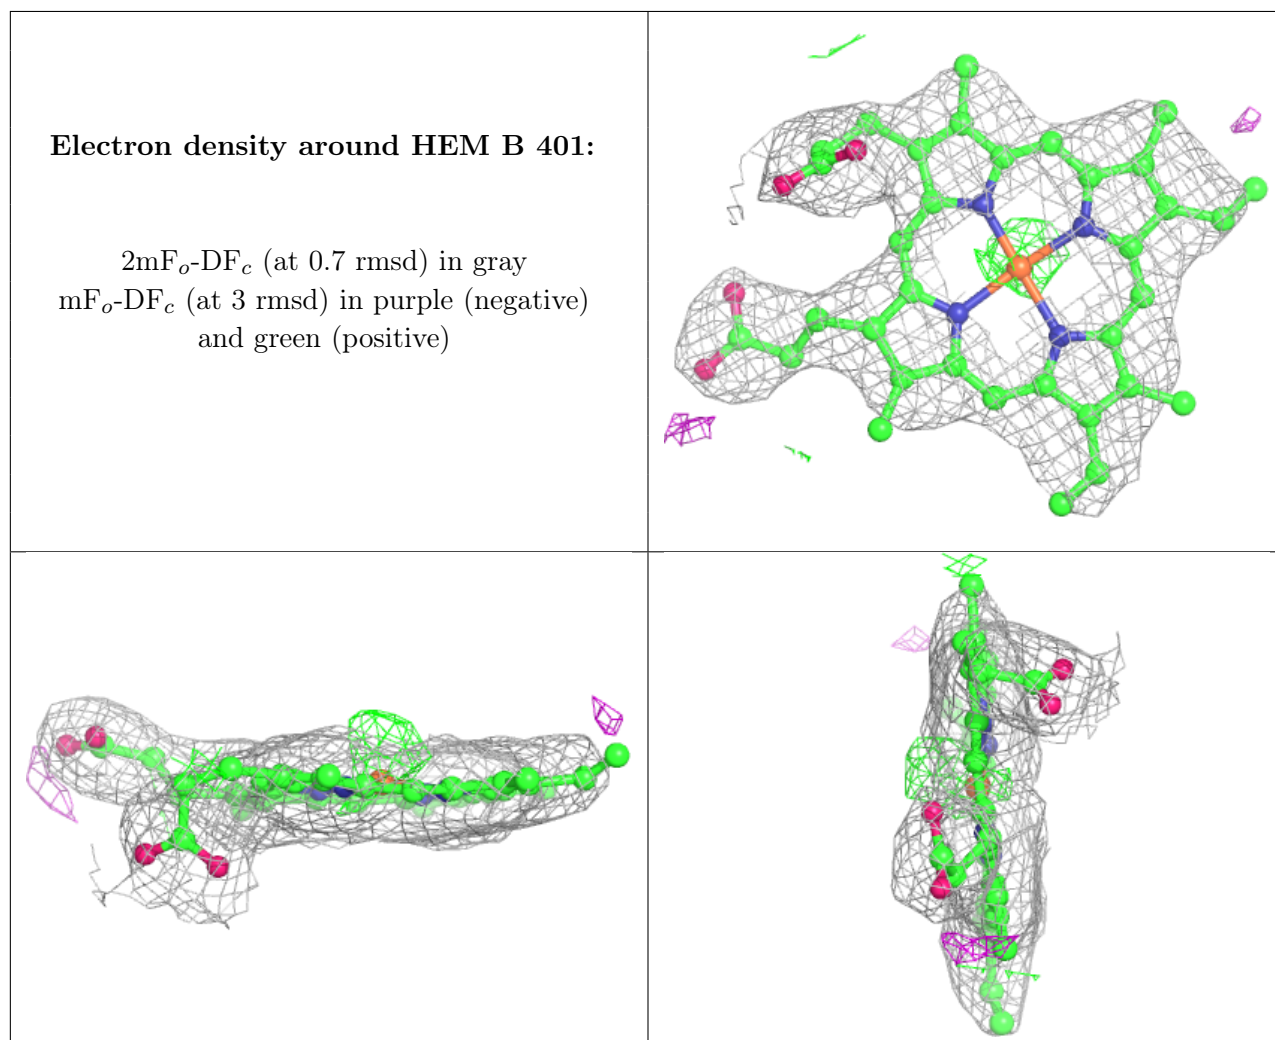 Electron density around HEM B 401:
2mFo-DFc (at 0.7 rmsd) in gray
mFo-DFc (at 3 rmsd) in purple (negative)
and green (positive)